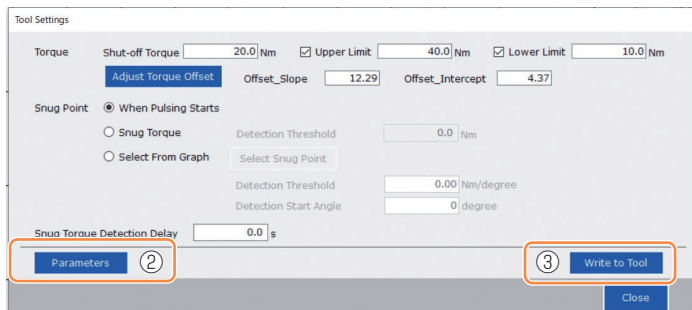 Tool Settings
Torque Shut-off Torque 20.0 Nm Upper Limit 40.0 Nm Lower Limit 10.0 Nm
Adjust Torque Offset Offset_Slope 12.29 Offset_Intercept 4.37
Snug Point When Pulsing Starts
Snug Torque Detection Threshold 0.0 Nm
Select From Graph Select Snug Point
Detection Threshold 0.00 Nm/degree
Detection Start Angle 0 degree
Snug Torque Detection Delay 0.0 s
Parameters ② ③ Write to Tool
Close